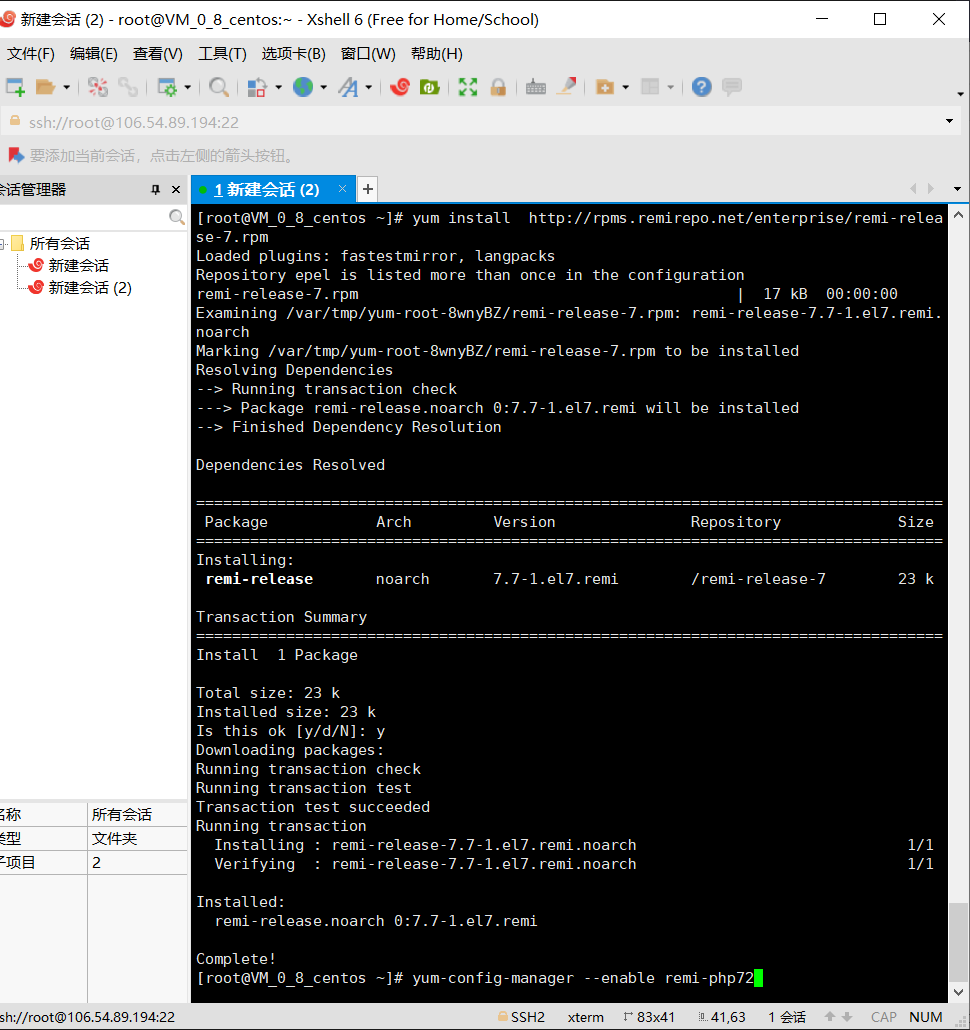 新建会话 (2) - root@VM_0_8_centos:~ - Xshell 6 (Free for Home/School)
文件(F) 编辑(E) 查看(V) 工具(T) 选项卡(B) 窗口(W) 帮助(H)
ssh://root@106.54.89.194:22
要添加当前会话，点击左侧的箭头按钮。
会话管理器
1 新建会话 (2)
所有会话
新建会话
新建会话 (2)
[root@VM_0_8_centos ~]# yum install  http://rpms.remirepo.net/enterprise/remi-relea
se-7.rpm
Loaded plugins: fastestmirror, langpacks
Repository epel is listed more than once in the configuration
remi-release-7.rpm | 17 kB 00:00:00
Examining /var/tmp/yum-root-8wnyBZ/remi-release-7.rpm: remi-release-7.7-1.el7.remi.
noarch
Marking /var/tmp/yum-root-8wnyBZ/remi-release-7.rpm to be installed
Resolving Dependencies
--> Running transaction check
---> Package remi-release.noarch 0:7.7-1.el7.remi will be installed
--> Finished Dependency Resolution
Dependencies Resolved
===================================================================================
Package Arch Version Repository Size
===================================================================================
Installing:
remi-release noarch 7.7-1.el7.remi /remi-release-7 23 k
Transaction Summary
===================================================================================
Install  1 Package
Total size: 23 k
Installed size: 23 k
Is this ok [y/d/N]: y
Downloading packages:
Running transaction check
Running transaction test
Transaction test succeeded
Running transaction
Installing : remi-release-7.7-1.el7.remi.noarch 1/1
Verifying  : remi-release-7.7-1.el7.remi.noarch 1/1
Installed:
remi-release.noarch 0:7.7-1.el7.remi
Complete!
[root@VM_0_8_centos ~]# yum-config-manager --enable remi-php72
名称 所有会话
类型 文件夹
子项目 2
sh://root@106.54.89.194:22 SSH2 xterm 83x41 41,63 1 会话 CAP NUM